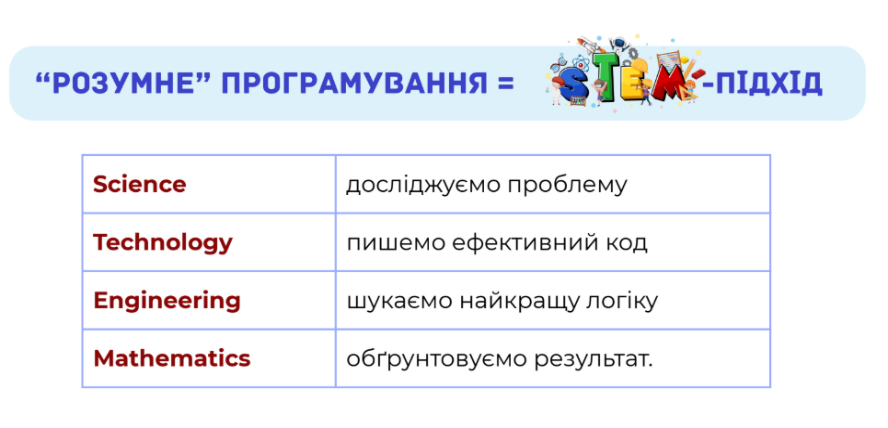 “РОЗУМНЕ” ПРОГРАМУВАННЯ = STEM-ПІДХІД
Science досліджуємо проблему
Technology пишемо ефективний код
Engineering шукаємо найкращу логіку
Mathematics обґрунтовуємо результат.